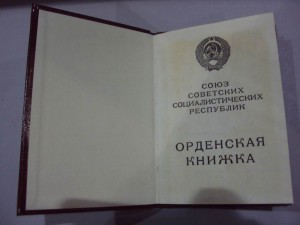 СОЮЗ
СОВЕТСКИХ
СОЦИАЛИСТИЧЕСКИХ
РЕСПУБЛИК
ОРДЕНСКАЯ
КНИЖКА